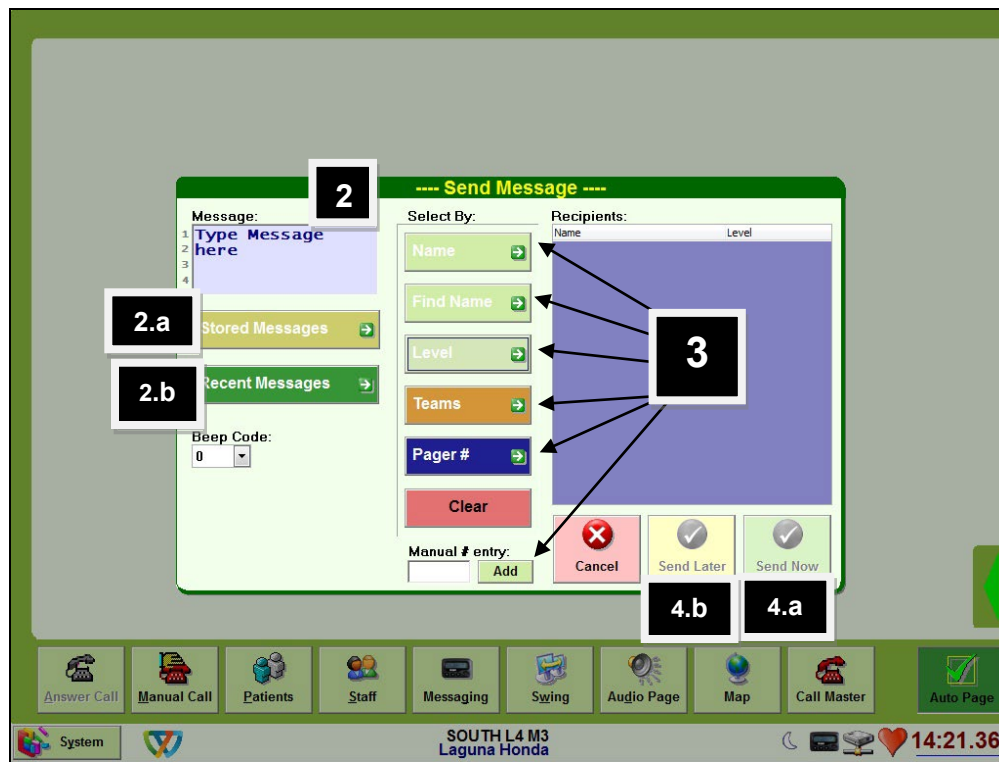 ---- Send Message ----
2
Message:
1 Type Message
2 here
3
4
2.a
Stored Messages
2.b
Recent Messages
Beep Code:
0
Select By:
Name
Find Name
Level
Teams
Pager #
Clear
Manual # entry:
Add
Recipients:
Name Level
3
Cancel
Send Later
Send Now
4.b
4.a
Answer Call
Manual Call
Patients
Staff
Messaging
Swing
Audio Page
Map
Call Master
Auto Page
System
SOUTH L4 M3
Laguna Honda
14:21.36